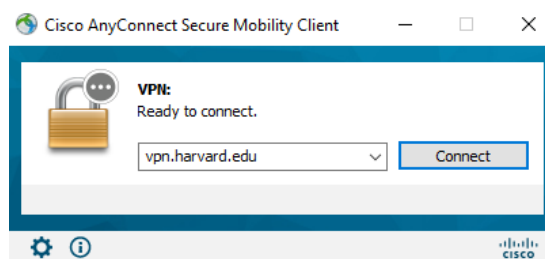 Cisco AnyConnect Secure Mobility Client
VPN:
Ready to connect.
vpn.harvard.edu
Connect
CISCO